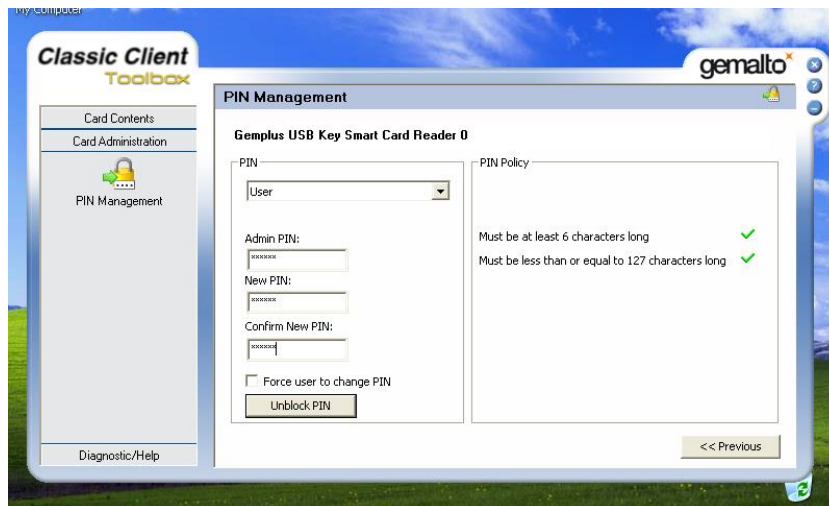 My Computer
Classic Client
Toolbox
gemalto
PIN Management
Card Contents
Card Administration
PIN Management
Diagnostic/Help
Gemplus USB Key Smart Card Reader 0
PIN
User
Admin PIN:
××××××
New PIN:
××××××
Confirm New PIN:
××××××
Force user to change PIN
Unblock PIN
PIN Policy
Must be at least 6 characters long
Must be less than or equal to 127 characters long
<< Previous